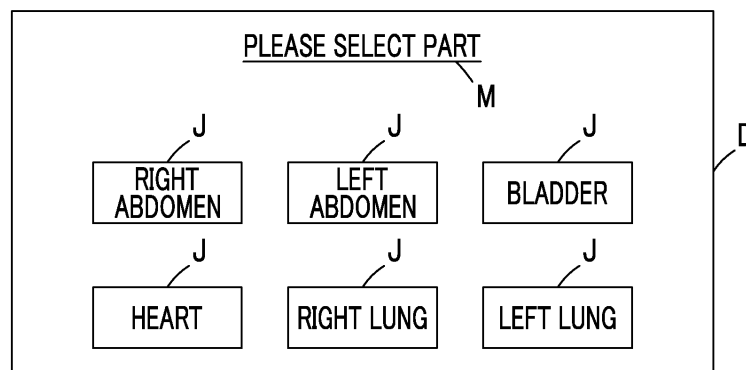 PLEASE SELECT PART
M
J J J D
RIGHT ABDOMEN LEFT ABDOMEN BLADDER
J J J
HEART RIGHT LUNG LEFT LUNG